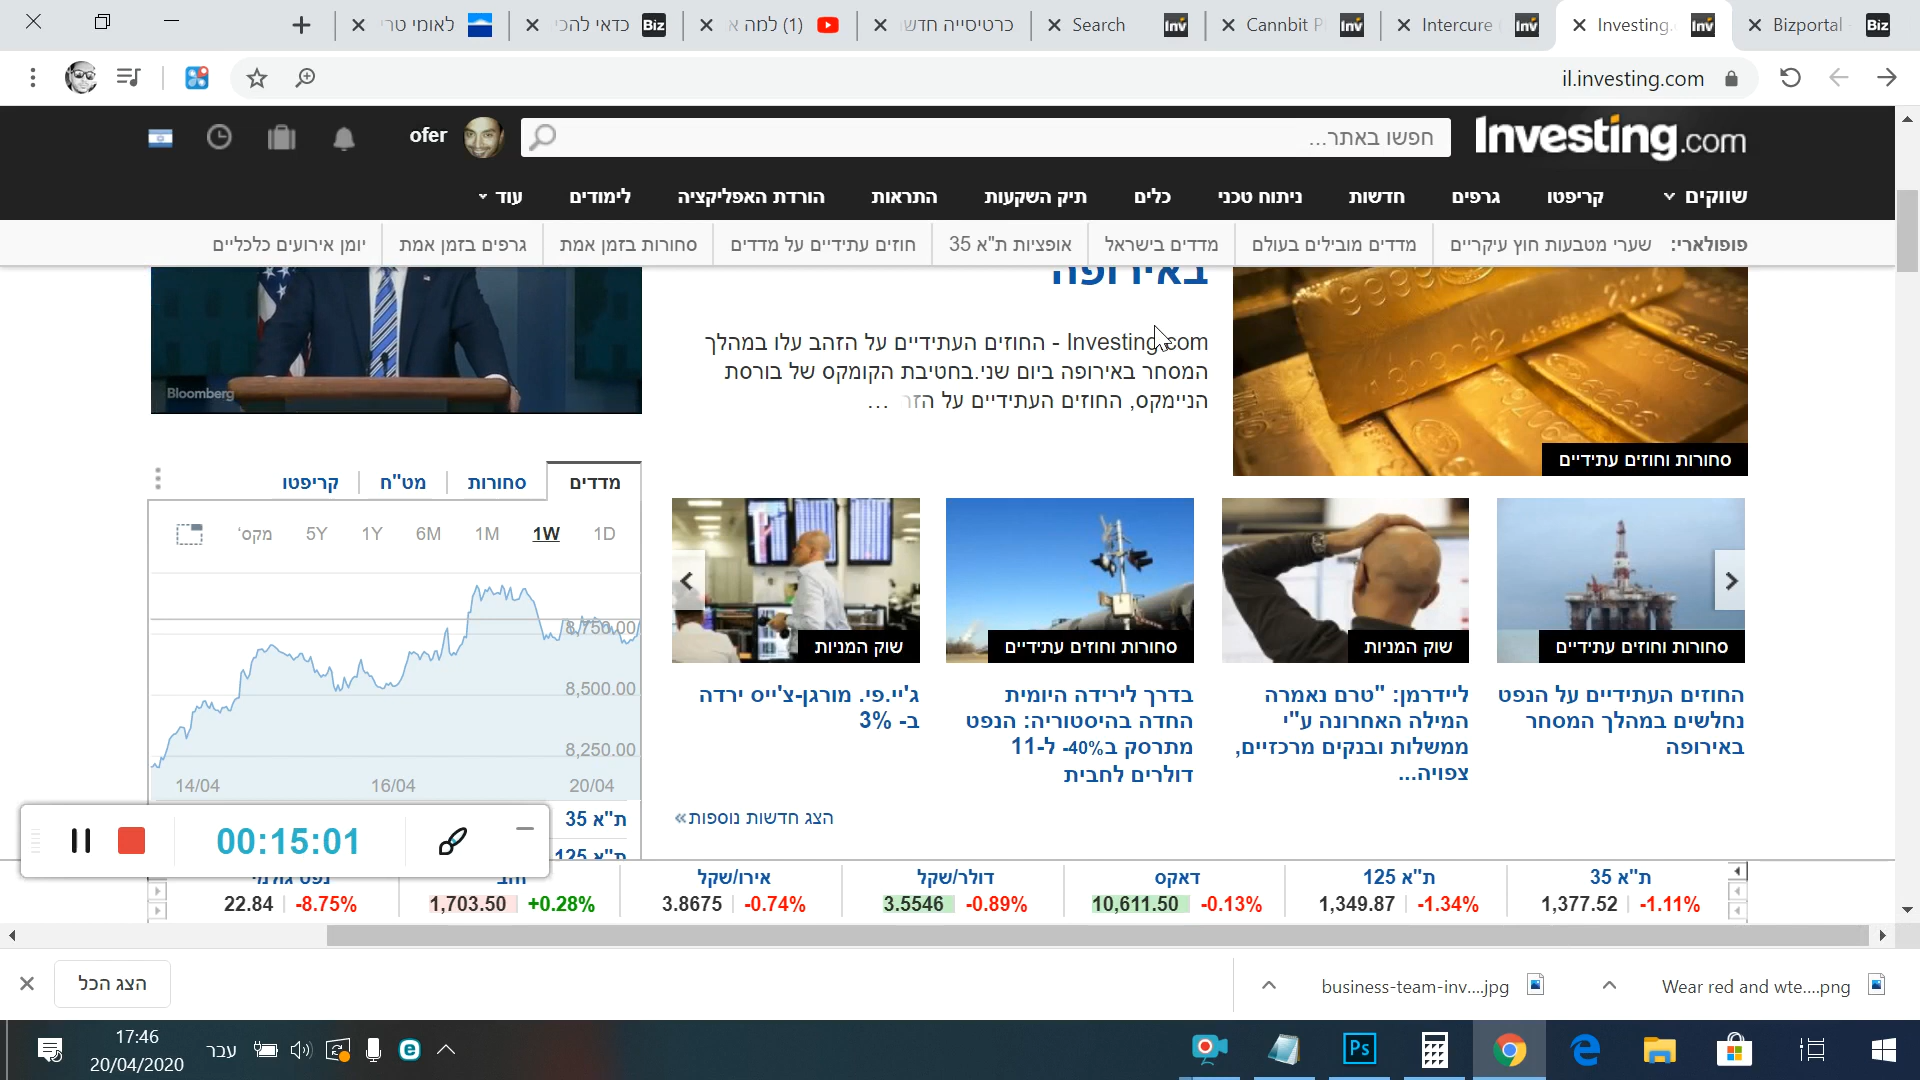 Bizportal
Investing.
Intercure
Cannbit P
Search
כרטיסייה חדשו
(1) למה א
כדאי להכי
לאומי טרי
il.investing.com
Investing.com
חפשו באתר...
ofer
שווקים
קריפטו
גרפים
חדשות
ניתוח טכני
כלים
תיק השקעות
התראות
הורדת האפליקציה
לימודים
עוד
פופולארי:
שערי מטבעות חוץ עיקריים
מדדים מובילים בעולם
מדדים בישראל
אופציות ת"א 35
חוזים עתידיים על מדדים
סחורות בזמן אמת
גרפים בזמן אמת
יומן אירועים כלכליים
באירופה
Investing.com - החוזים העתידיים על הזהב עלו במהלך
המסחר באירופה ביום שני.בחטיבת הקומקס של בורסת
הניימקס, החוזים העתידיים על הזה ...
סחורות וחוזים עתידיים
Bloomberg
מדדים
סחורות
מט"ח
קריפטו
1D
1W
1M
6M
1Y
5Y
מקס'
8,750.00
8,500.00
8,250.00
14/04
16/04
20/04
ת"א 35
ת"א 125
סחורות וחוזים עתידיים
החוזים העתידיים על הנפט
נחלשים במהלך המסחר
באירופה
שוק המניות
ליידרמן: "טרם נאמרה
המילה האחרונה ע"י
ממשלות ובנקים מרכזיים,
צפויה...
סחורות וחוזים עתידיים
בדרך לירידה היומית
החדה בהיסטוריה: הנפט
מתרסק ב40%- ל-11
דולרים לחבית
שוק המניות
ג'יי.פי. מורגן-צ'ייס ירדה
ב- 3%
הצג חדשות נוספות»
00:15:01
ת"א 35
1,377.52 -1.11%
ת"א 125
1,349.87 -1.34%
דאקס
10,611.50 -0.13%
דולר/שקל
3.5546 -0.89%
אירו/שקל
3.8675 -0.74%
זהב
1,703.50 +0.28%
נפט גולמי
22.84 -8.75%
Wear red and wte....png
business-team-inv....jpg
הצג הכל
17:46
20/04/2020
עבר
Ps